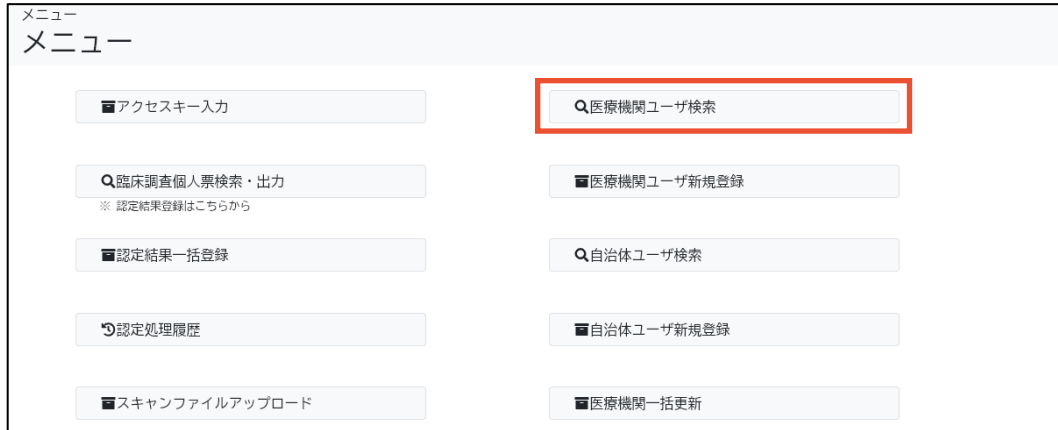 メニュー
メニュー
アクセスキー入力
医療機関ユーザ検索
臨床調査個人票検索・出力
医療機関ユーザ新規登録
※ 認定結果登録はこちらから
認定結果一括登録
自治体ユーザ検索
認定処理履歴
自治体ユーザ新規登録
スキャンファイルアップロード
医療機関一括更新